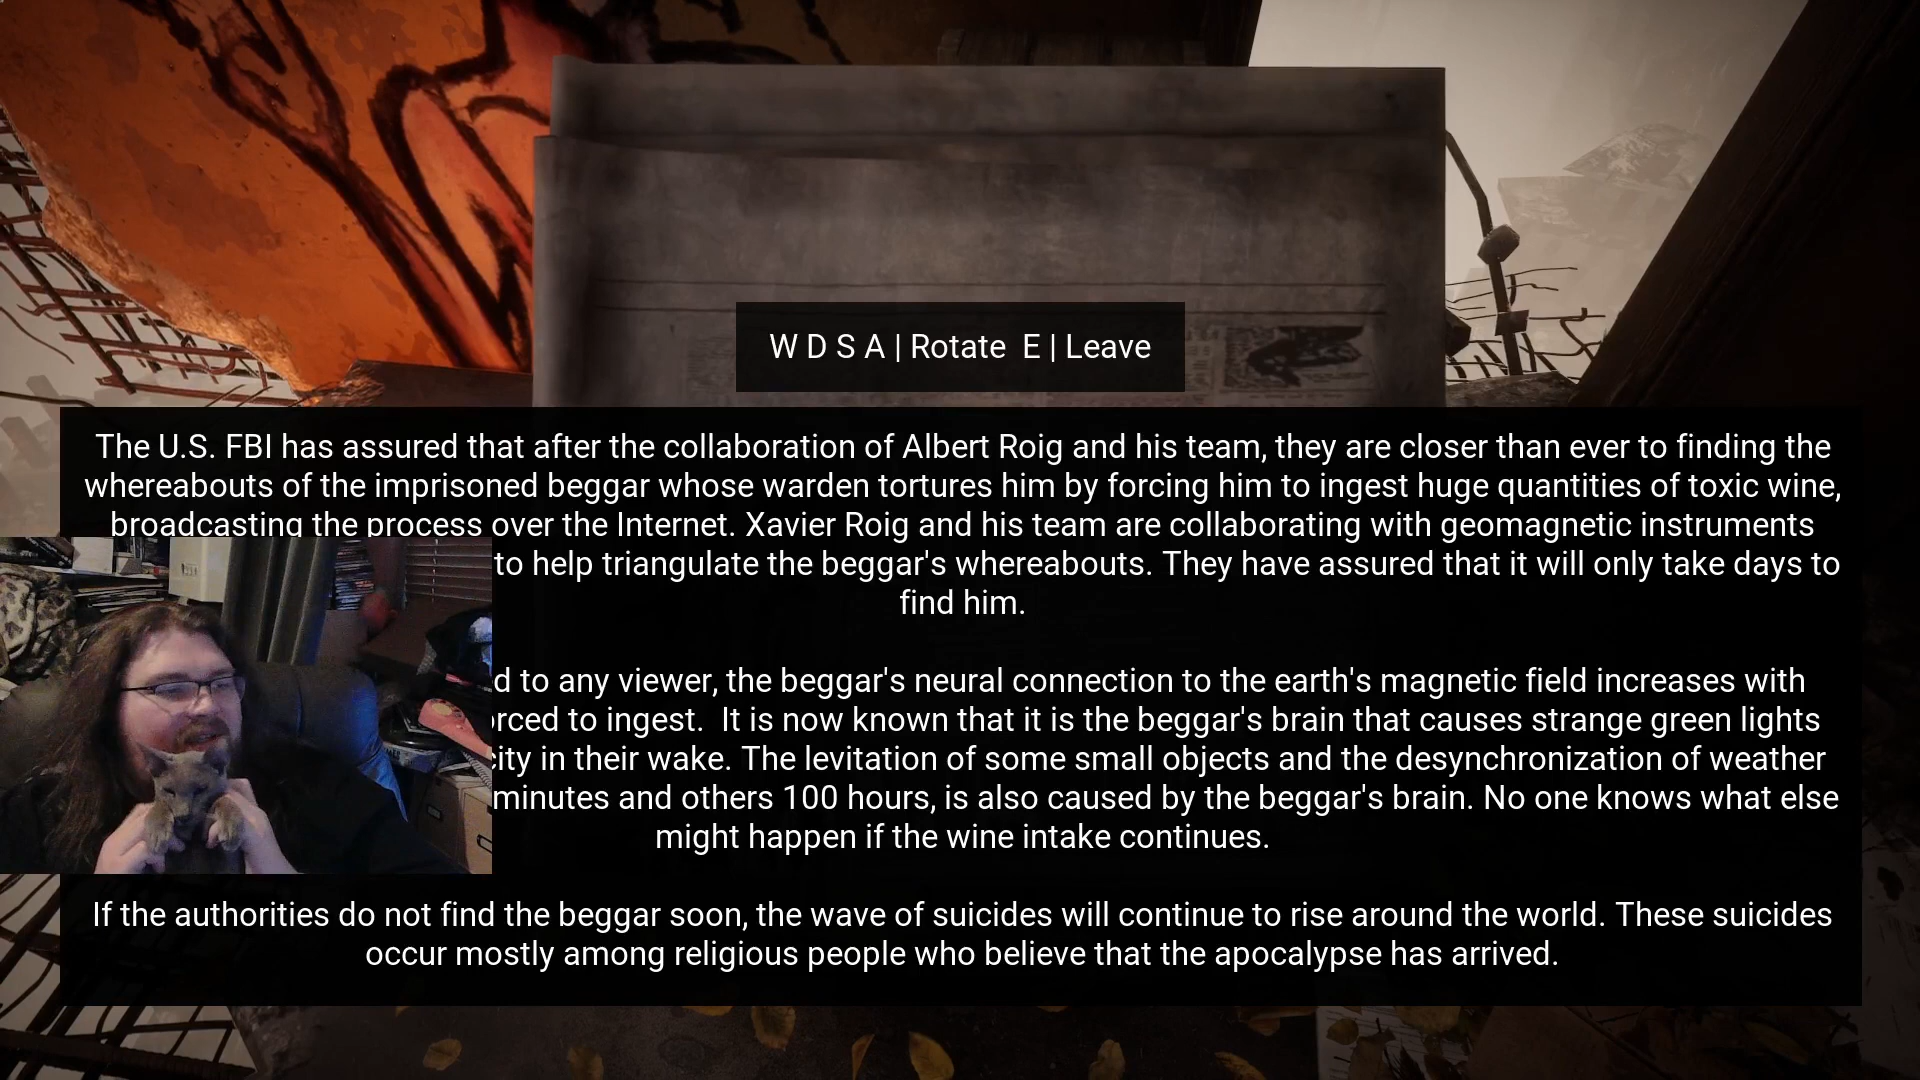 W D S A | Rotate  E | Leave
The U.S. FBI has assured that after the collaboration of Albert Roig and his team, they are closer than ever to finding the
whereabouts of the imprisoned beggar whose warden tortures him by forcing him to ingest huge quantities of toxic wine,
broadcasting the process over the Internet. Xavier Roig and his team are collaborating with geomagnetic instruments
to help triangulate the beggar's whereabouts. They have assured that it will only take days to
find him.
to any viewer, the beggar's neural connection to the earth's magnetic field increases with
to ingest.  It is now known that it is the beggar's brain that causes strange green lights
in their wake. The levitation of some small objects and the desynchronization of weather
minutes and others 100 hours, is also caused by the beggar's brain. No one knows what else
might happen if the wine intake continues.
If the authorities do not find the beggar soon, the wave of suicides will continue to rise around the world. These suicides
occur mostly among religious people who believe that the apocalypse has arrived.